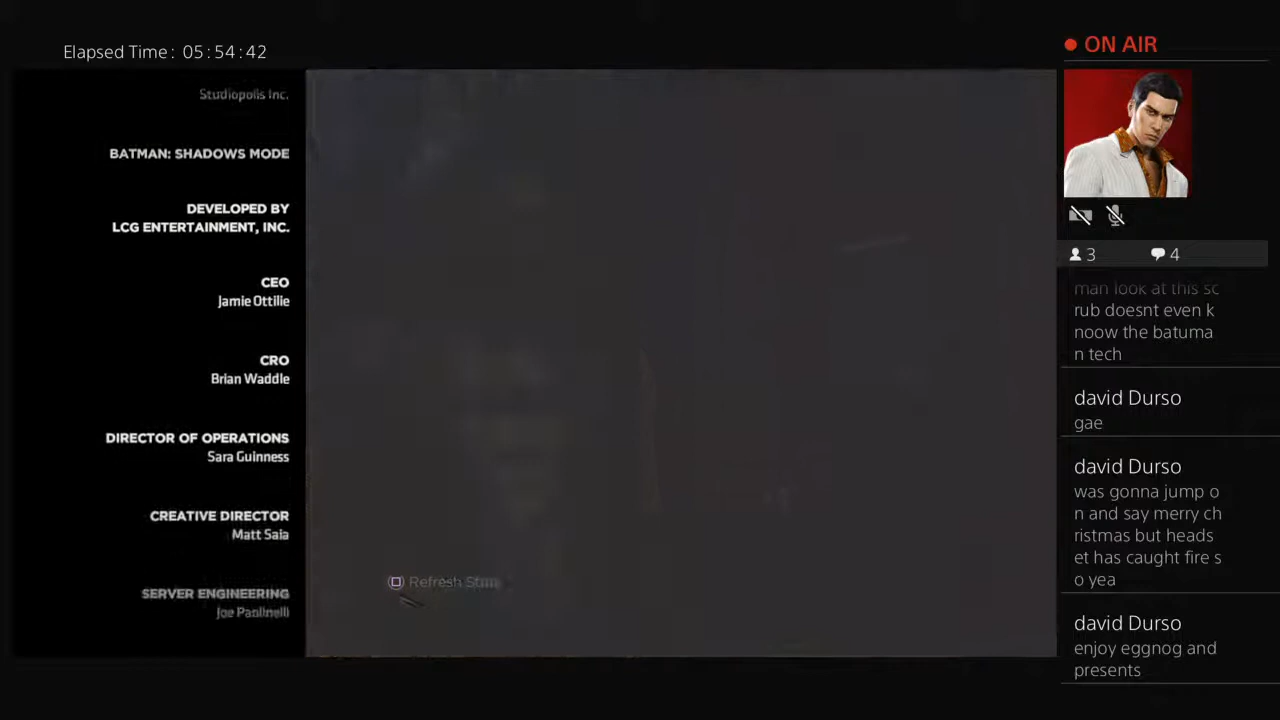 Elapsed Time: 05:54:42
ON AIR
Studiopolis Inc.
BATMAN: SHADOWS MODE
DEVELOPED BY
LCG ENTERTAINMENT, INC.
CEO
Jamie Ottilie
CRO
Brian Waddle
DIRECTOR OF OPERATIONS
Sara Guinness
CREATIVE DIRECTOR
Matt Saia
SERVER ENGINEERING
Joe
Refresh
3
4
man look at this sc
rub doesnt even k
noow the batuma
n tech
david Durso
gae
david Durso
was gonna jump o
n and say merry ch
ristmas but heads
et has caught fire s
o yea
david Durso
enjoy eggnog and
presents